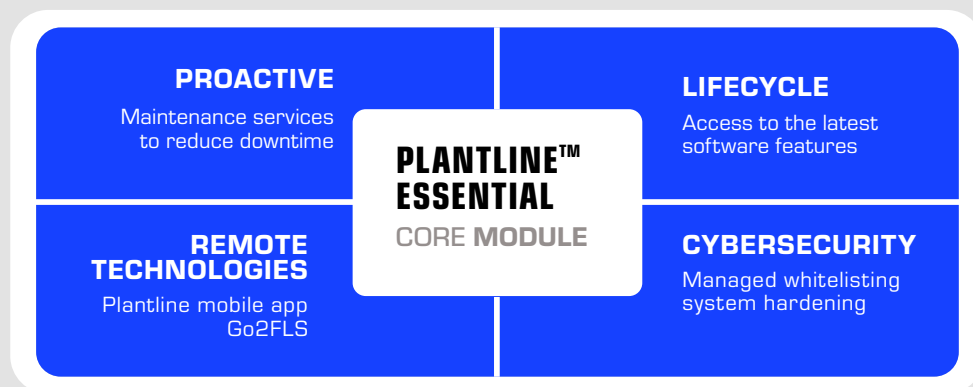 PROACTIVE
Maintenance services
to reduce downtime
LIFECYCLE
Access to the latest
software features
PLANTLINE™
ESSENTIAL
CORE MODULE
REMOTE
TECHNOLOGIES
Plantline mobile app
Go2FLS
CYBERSECURITY
Managed whitelisting
system hardening